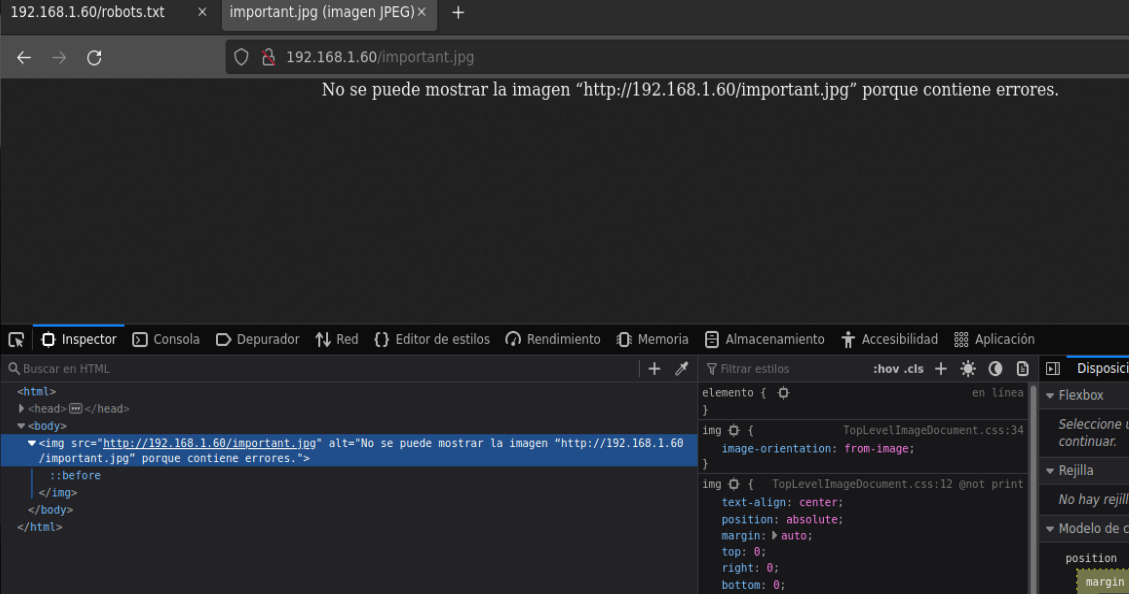 192.168.1.60/robots.txt × important.jpg (imagen JPEG) × +
192.168.1.60/important.jpg
No se puede mostrar la imagen “http://192.168.1.60/important.jpg” porque contiene errores.
Inspector Consola Depurador Red Editor de estilos Rendimiento Memoria Almacenamiento Accesibilidad Aplicación
Buscar en HTML
<html>
<head> </head>
<body>
<img src="http://192.168.1.60/important.jpg" alt="No se puede mostrar la imagen “http://192.168.1.60
/important.jpg” porque contiene errores.">
::before
</img>
</body>
</html>
Filtrar estilos :hov .cls +
elemento { en línea
}
img { TopLevelImageDocument.css:34
image-orientation: from-image;
}
img { TopLevelImageDocument.css:12 @not print
text-align: center;
position: absolute;
margin: auto;
top: 0;
right: 0;
bottom: 0;
Disposici
Flexbox
Seleccione
continuar.
Rejilla
No hay rejill
Modelo de c
position
margin